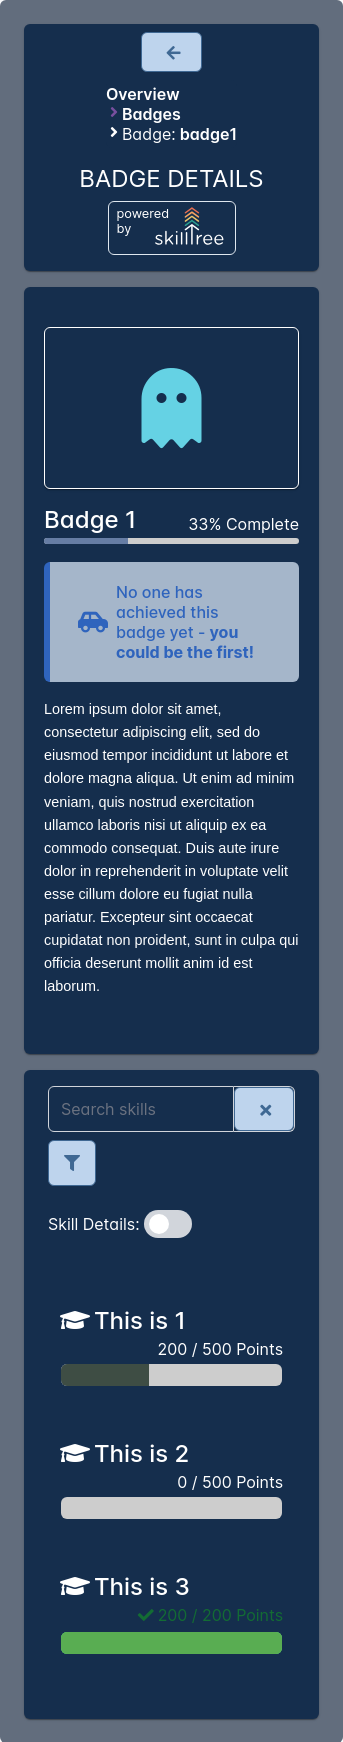 Overview
Badges
Badge: badge1
BADGE DETAILS
powered
by
skilltree
Badge 1
33% Complete
No one has
achieved this
badge yet - you
could be the first!
Lorem ipsum dolor sit amet,
consectetur adipiscing elit, sed do
eiusmod tempor incididunt ut labore et
dolore magna aliqua. Ut enim ad minim
veniam, quis nostrud exercitation
ullamco laboris nisi ut aliquip ex ea
commodo consequat. Duis aute irure
dolor in reprehenderit in voluptate velit
esse cillum dolore eu fugiat nulla
pariatur. Excepteur sint occaecat
cupidatat non proident, sunt in culpa qui
officia deserunt mollit anim id est
laborum.
Search skills
Skill Details:
This is 1
200 / 500 Points
This is 2
0 / 500 Points
This is 3
200 / 200 Points